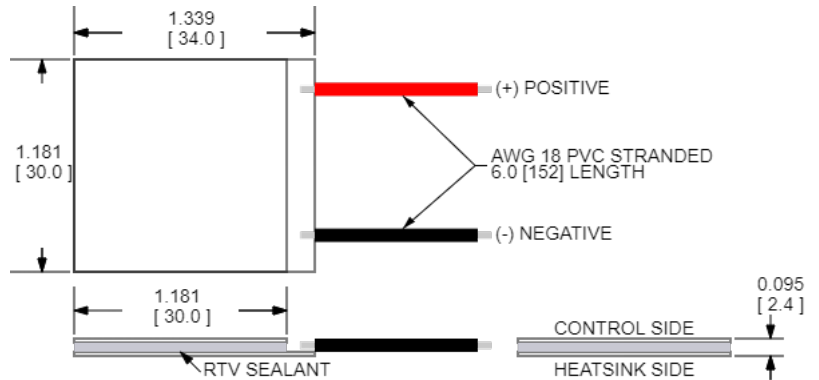 1.339
[ 34.0 ]
(+) POSITIVE
1.181
[ 30.0 ]
AWG 18 PVC STRANDED
6.0 [152] LENGTH
(-) NEGATIVE
1.181
[ 30.0 ]
0.095
[ 2.4 ]
CONTROL SIDE
RTV SEALANT
HEATSINK SIDE